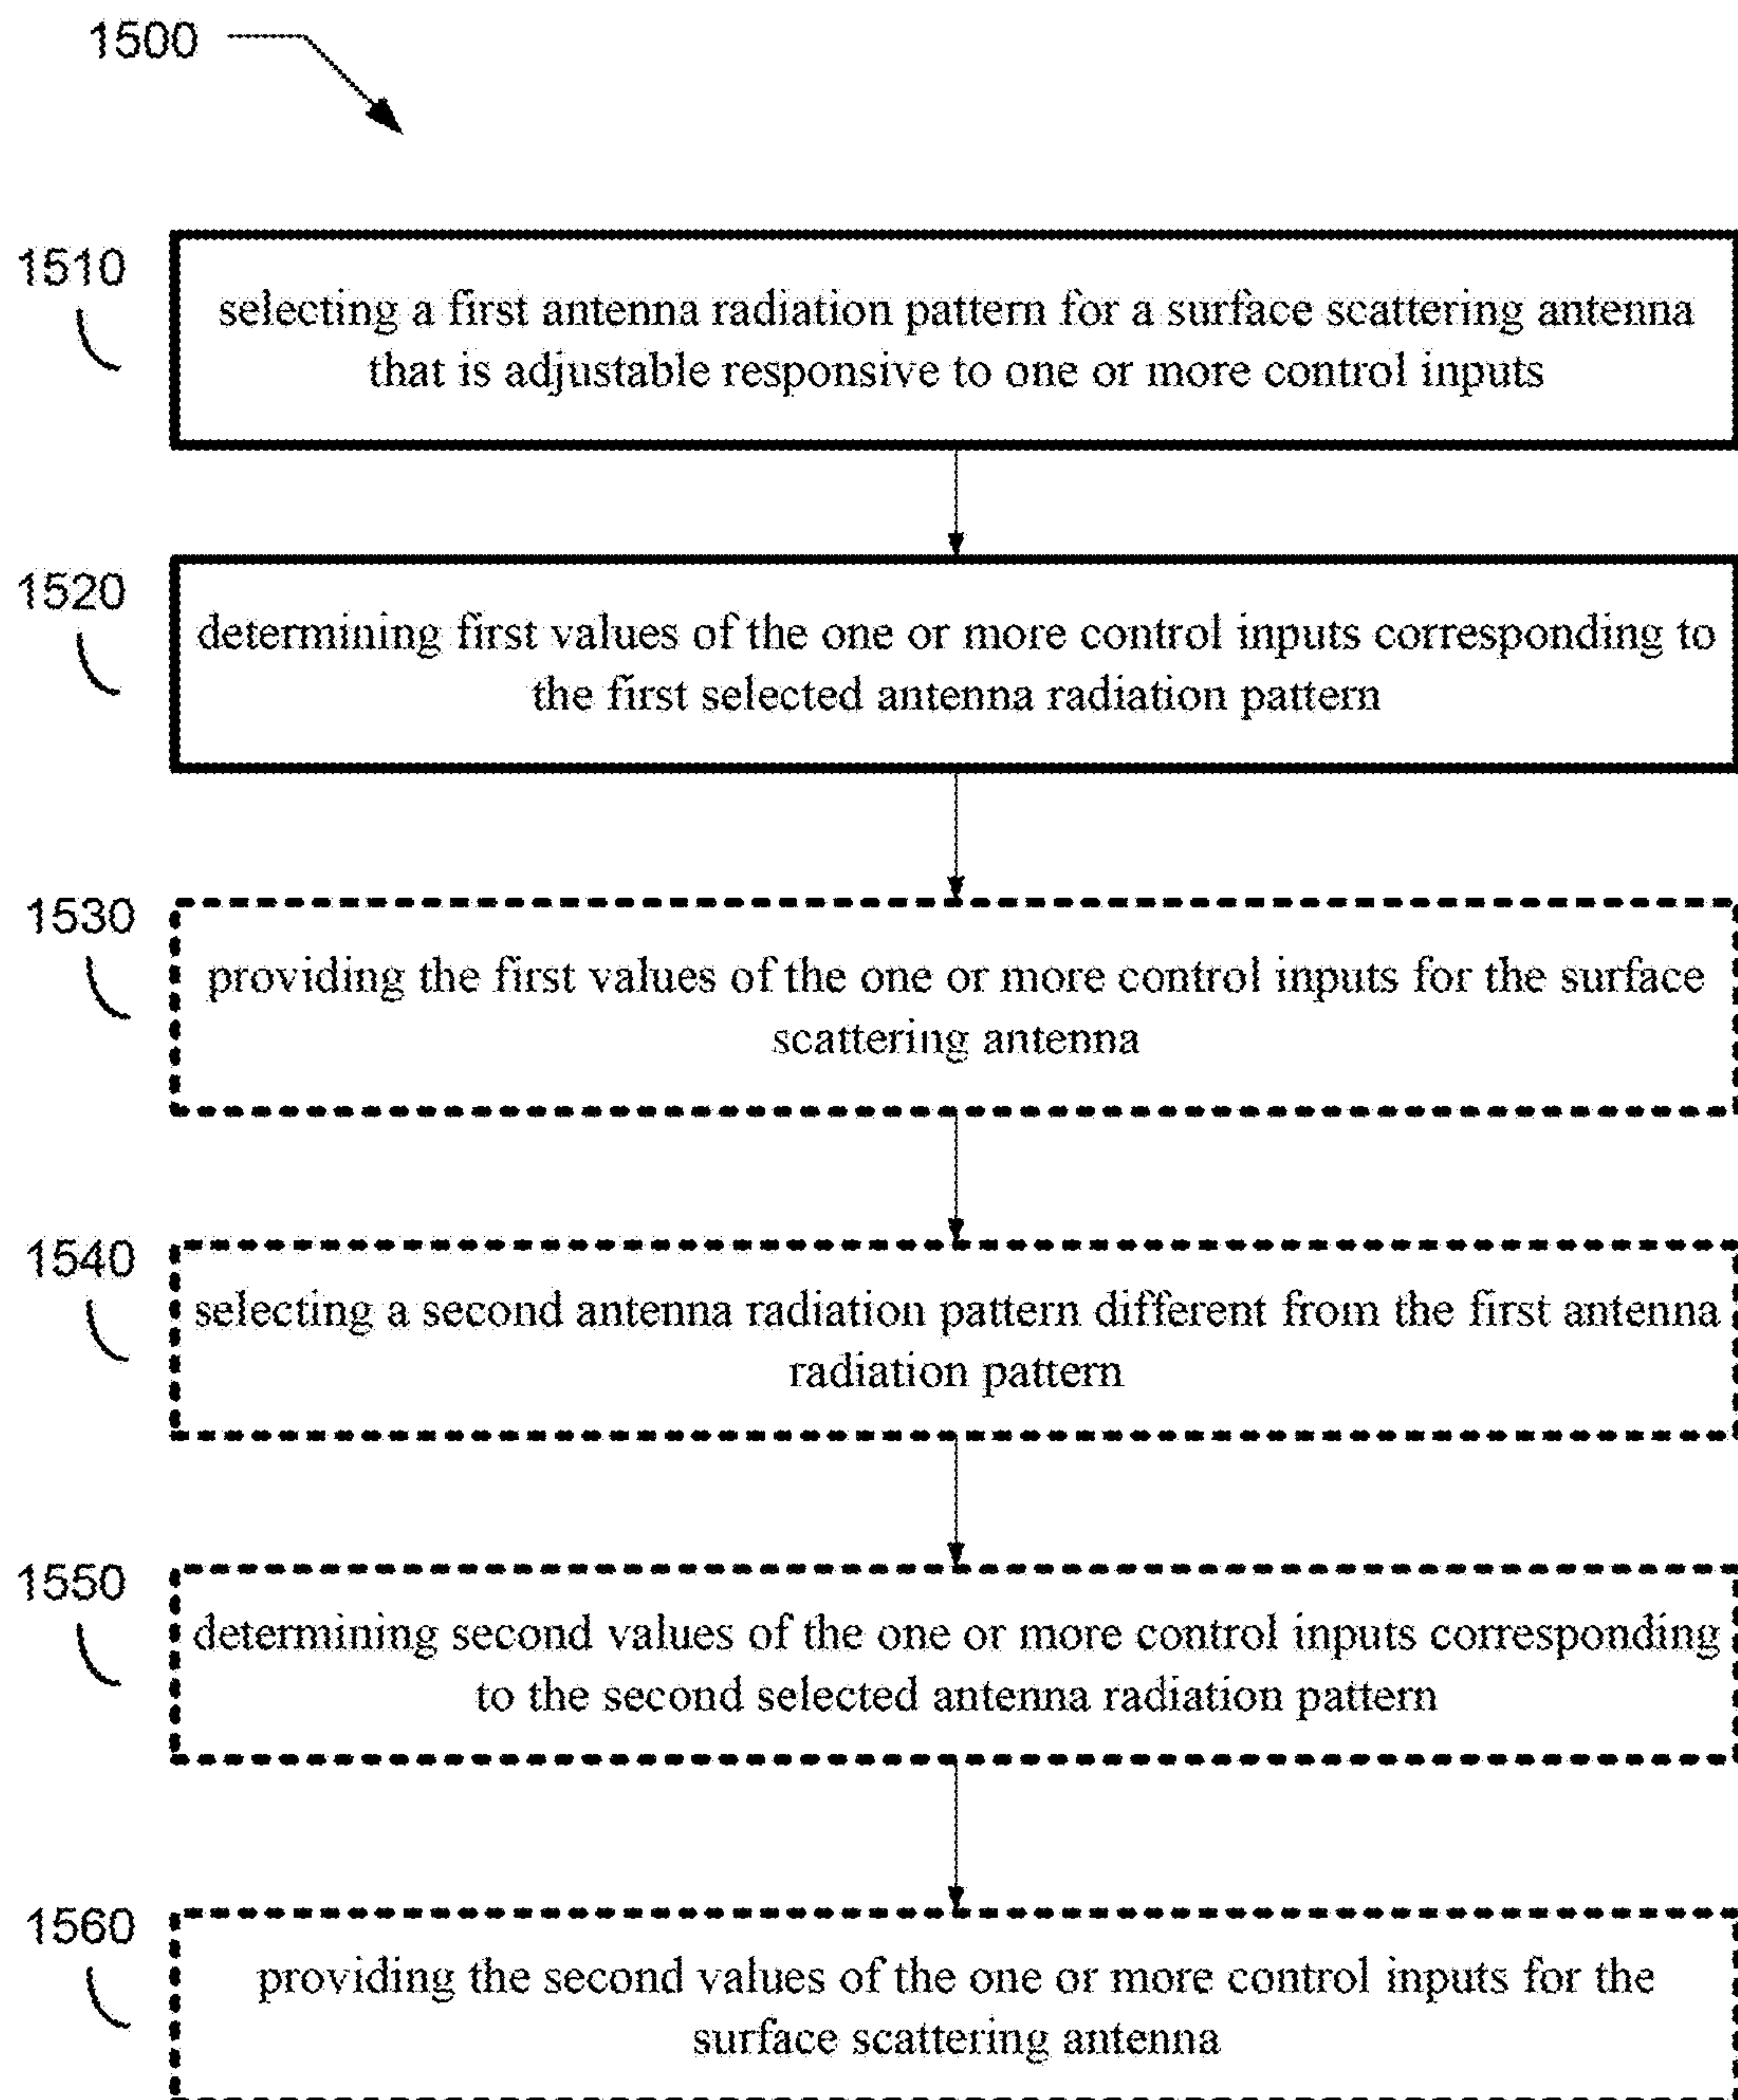 1500
1510
selecting a first antenna radiation pattern for a surface scattering antenna
that is adjustable responsive to one or more control inputs
1520
determining first values of the one or more control inputs corresponding to
the first selected antenna radiation pattern
1530
providing the first values of the one or more control inputs for the surface
scattering antenna
1540
selecting a second antenna radiation pattern different from the first antenna
radiation pattern
1550
determining second values of the one or more control inputs corresponding
to the second selected antenna radiation pattern
1560
providing the second values of the one or more control inputs for the
surface scattering antenna